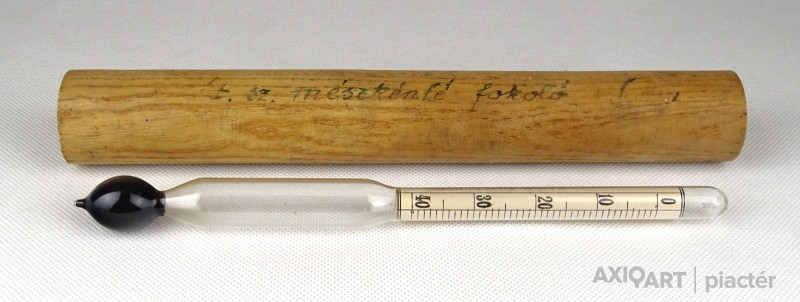 mészkénlé fokoló
40 30 20 10 0
AXIOART | piactér